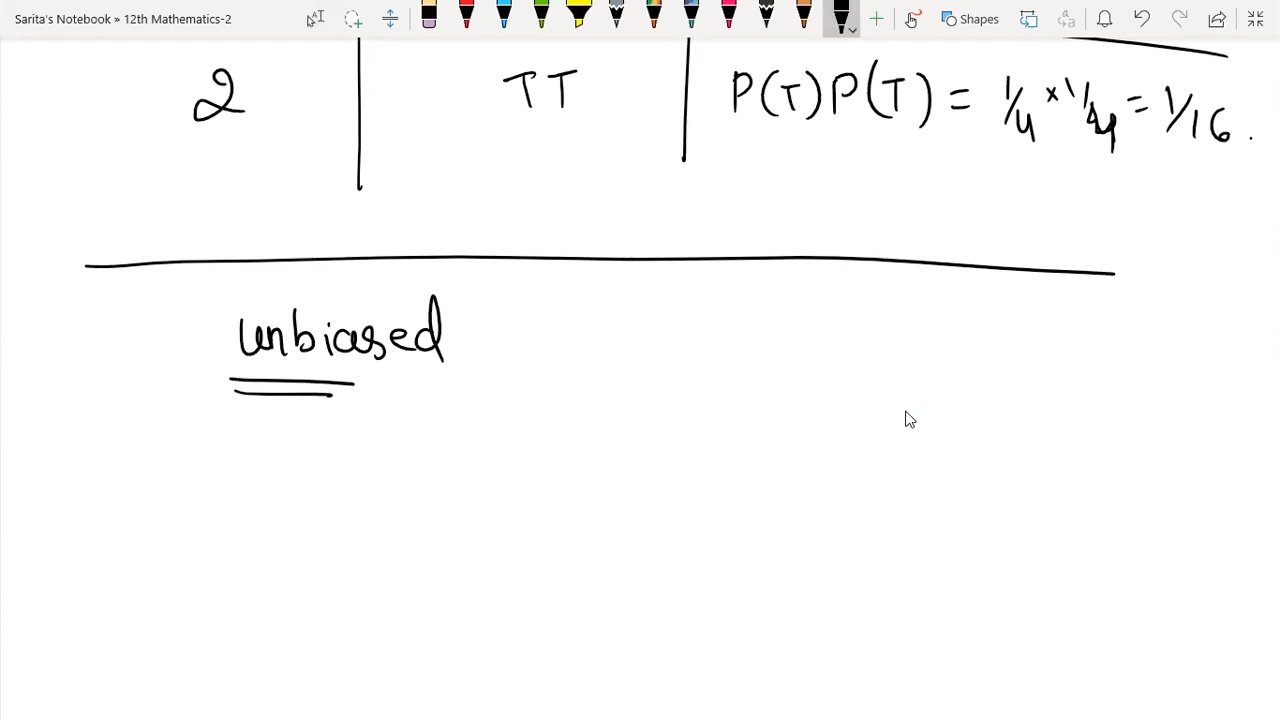 Sarita's Notebook » 12th Mathematics-2
Shapes
2 TT P(T)P(T) = 1/4 × 1/4 = 1/16.
unbiased